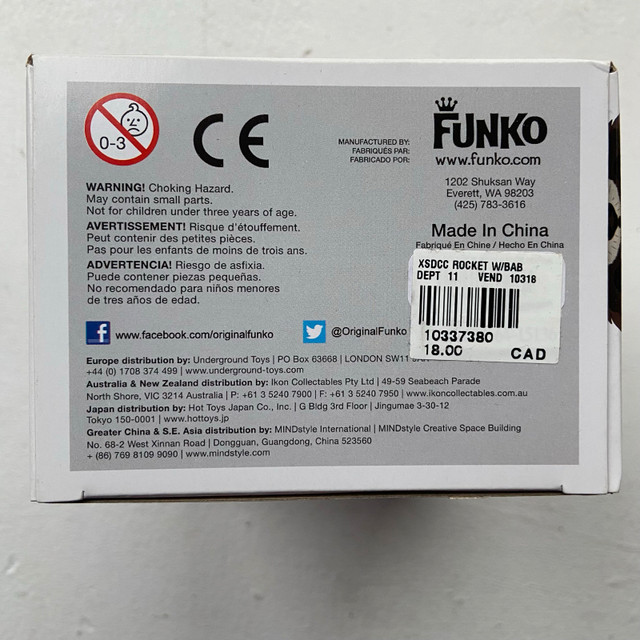 0-3
CE
MANUFACTURED BY:
FABRIQUÉS PAR:
FABRICADO POR:
FUNKO
www.funko.com
1202 Shuksan Way
Everett, WA 98203
(425) 783-3616
Made In China
Fabriqué En Chine / Hecho En China
WARNING! Choking Hazard.
May contain small parts.
Not for children under three years of age.
AVERTISSEMENT! Risque d'étouffement.
Peut contenir des petites pièces.
Pas pour les enfants de moins de trois ans.
ADVERTENCIA! Riesgo de asfixia.
Puede contener piezas pequeñas.
No recomendado para niños menores
de tres años de edad.
XSDCC ROCKET W/BAB
DEPT 11 VEND 10318
10337380
18.00 CAD
f www.facebook.com/originalfunko
@OriginalFunko
Europe distribution by: Underground Toys | PO Box 63668 | LONDON SW11
+44 (0) 1708 374 499 | www.underground-toys.com
Australia & New Zealand distribution by: Ikon Collectables Pty Ltd | 49-59 Seabeach Parade
North Shore, VIC 3214 Australia | P: +61 3 5240 7900 | F: +61 3 5240 7950 | www.ikoncollectables.com.au
Japan distribution by: Hot Toys Japan Co., Inc. | G Bldg 3rd Floor | Jingumae 3-30-12
Tokyo 150-0001 | www.hottoys.jp
Greater China & S.E. Asia distribution by: MINDstyle International | MINDstyle Creative Space Building
No. 68-2 West Xinnan Road | Dongguan, Guangdong, China 523560
+ (86) 769 8109 9090 | www.mindstyle.com